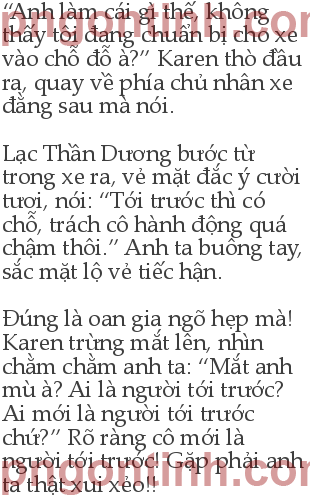 “Anh làm cái gì thế, không
thấy tôi đang chuẩn bị cho xe
vào chỗ đỗ à?” Karen thò đầu
ra, quay về phía chủ nhân xe
đằng sau mà nói.

Lạc Thần Dương bước từ
trong xe ra, vẻ mặt đắc ý cười
tươi, nói: “Tới trước thì có
chỗ, trách cô hành động quá
chậm thôi.” Anh ta buông tay,
sắc mặt lộ vẻ tiếc hận.

Đúng là oan gia ngõ hẹp mà!
Karen trừng mắt lên, nhìn
chằm chằm anh ta: “Mắt anh
mù à? Ai là người tới trước?
Ai mới là người tới trước
chứ?” Rõ ràng cô mới là
người tới trước! Gặp phải anh
ta thật xui xẻo!!
pngontinh.com
pngontinh.com